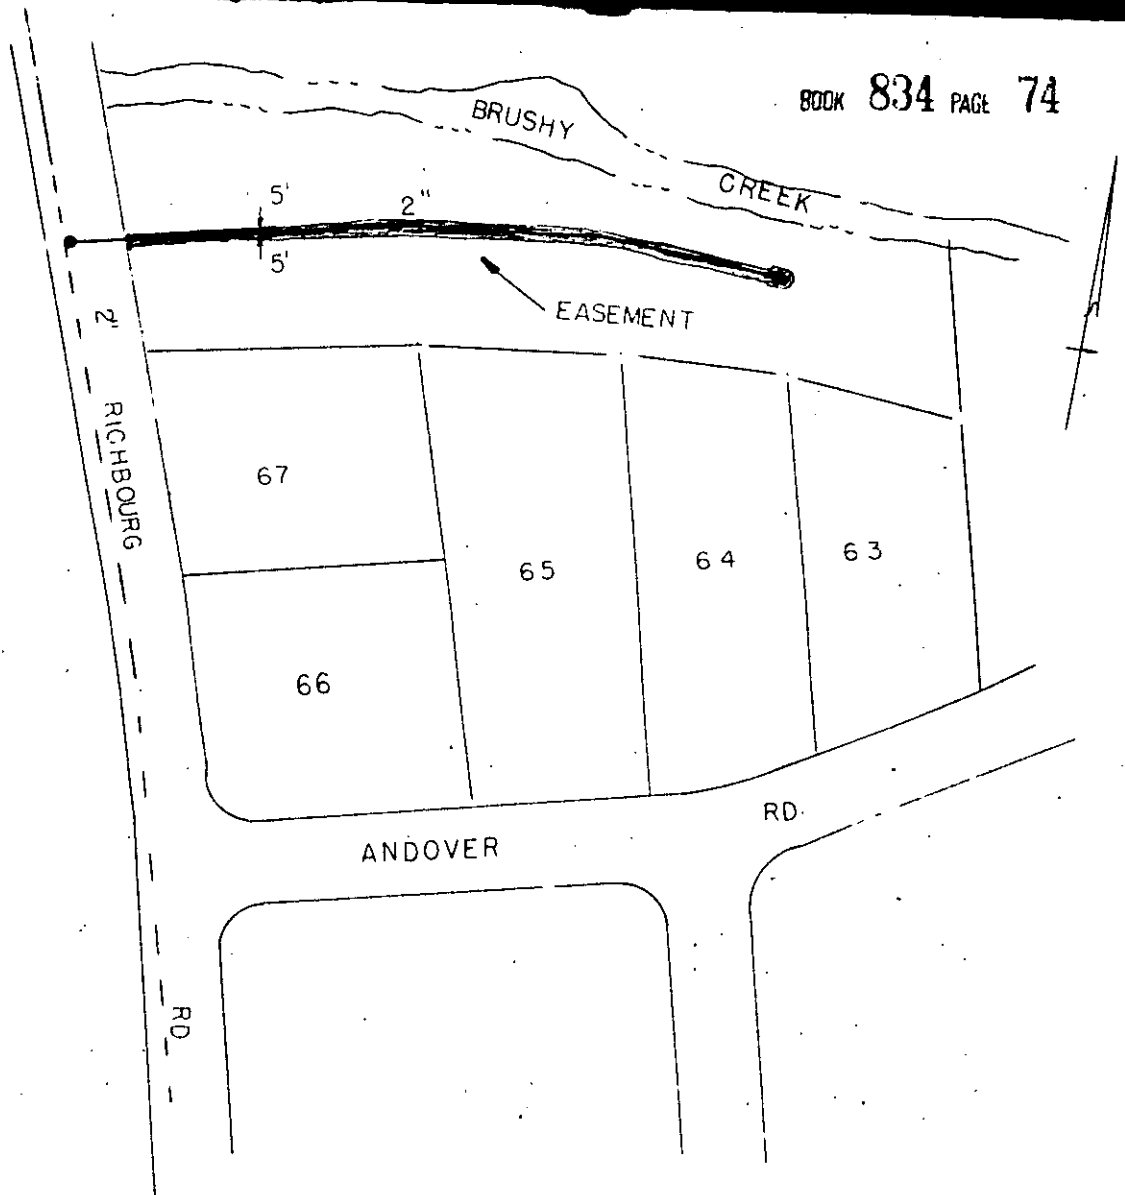 BOOK 834 PAGE 74
BRUSHY
CREEK
5'
2"
5'
EASEMENT
2"
N
RICHBOURG
67
65
64
63
66
RD.
ANDOVER
RD